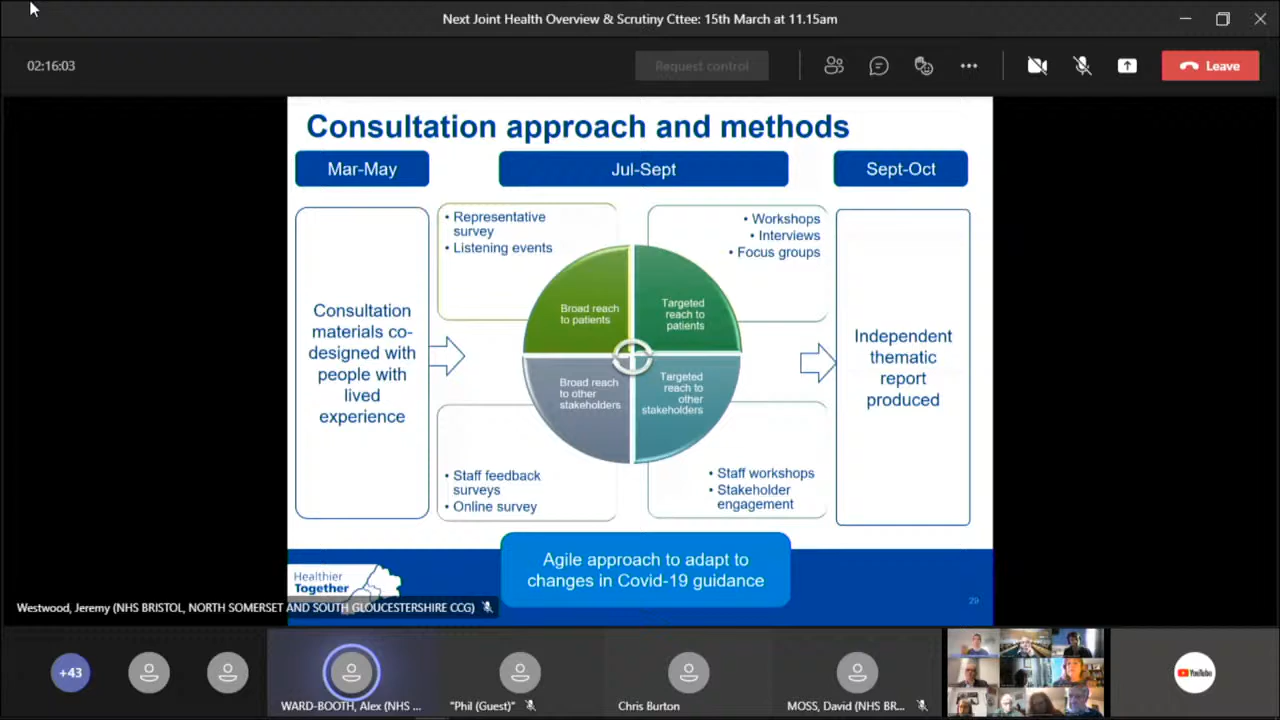 Next Joint Health Overview & Scrutiny Cttee: 15th March at 11.15am
02:16:03
Request control
Leave
Consultation approach and methods
Mar-May
Jul-Sept
Sept-Oct
Consultation
materials co-
designed with
people with
lived
experience
• Representative
survey
• Listening events
• Workshops
• Interviews
• Focus groups
Broad reach
to patients
Targeted
reach to
patients
Broad reach
to other
stakeholders
Targeted
reach to
other
stakeholders
• Staff feedback
surveys
• Online survey
• Staff workshops
• Stakeholder
engagement
Independent
thematic
report
produced
Agile approach to adapt to
changes in Covid-19 guidance
Healthier
Together
29
Westwood, Jeremy (NHS BRISTOL, NORTH SOMERSET AND SOUTH GLOUCESTERSHIRE CCG)
+43
WARD-BOOTH, Alex (NHS ...
"Phil (Guest)"
Chris Burton
MOSS, David (NHS BR...
YouTube